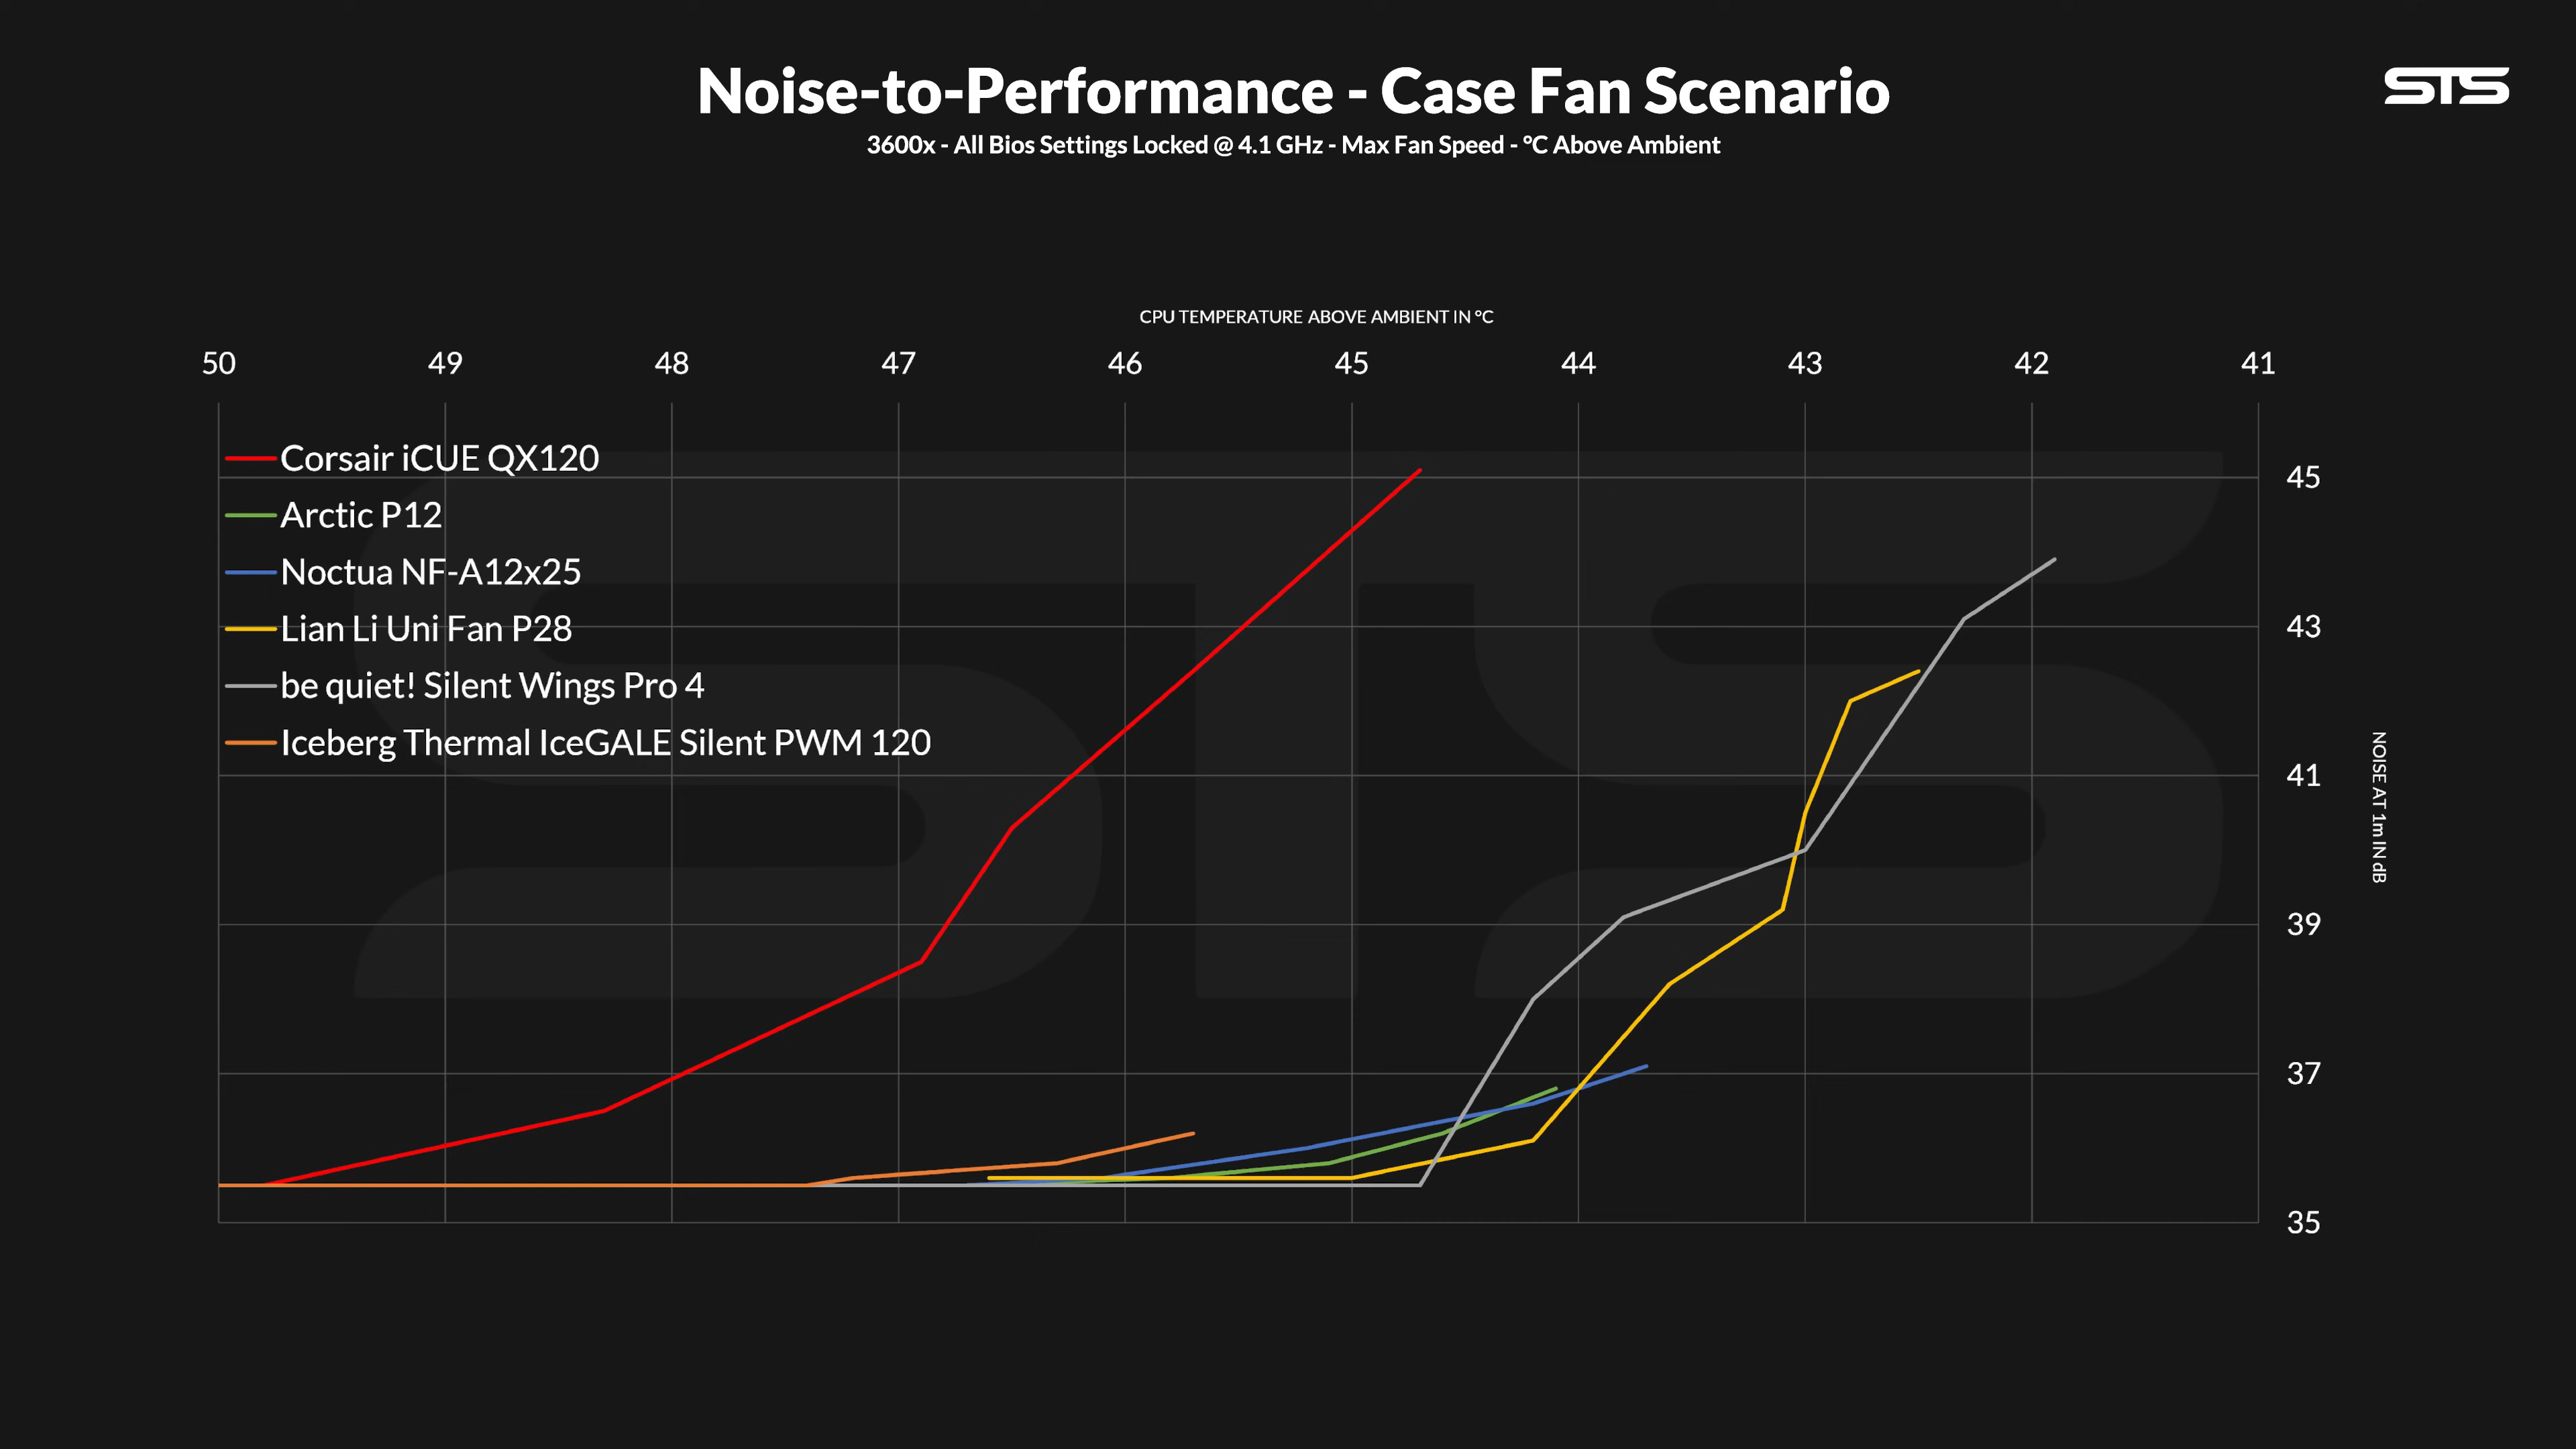 Noise-to-Performance - Case Fan Scenario
STS
3600x - All Bios Settings Locked @ 4.1 GHz - Max Fan Speed - °C Above Ambient
CPU TEMPERATURE ABOVE AMBIENT IN °C
50 49 48 47 46 45 44 43 42 41
Corsair iCUE QX120
Arctic P12
Noctua NF-A12x25
Lian Li Uni Fan P28
be quiet! Silent Wings Pro 4
Iceberg Thermal IceGALE Silent PWM 120
45
43
41
39
37
35
NOISE AT 1m IN dB
STS